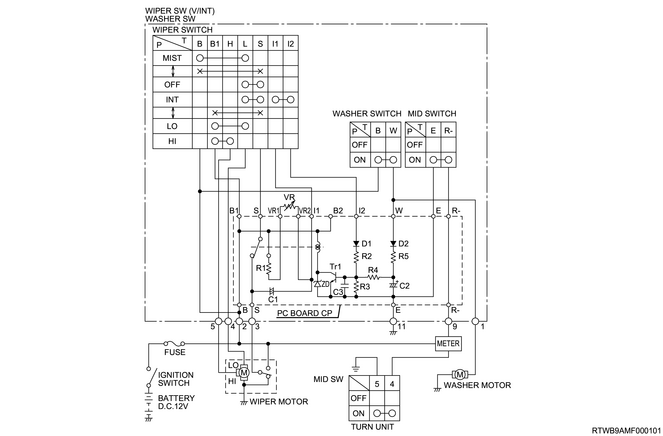 WIPER SW (V/INT)
WASHER SW
WIPER SWITCH
P T B B1 H L S I1 I2
MIST
OFF
INT
LO
HI
WASHER SWITCH MID SWITCH
P T B W P T E R-
OFF OFF
ON ON
VR
B1 S VR1 VR2 I1 B2 I2 W E R-
D1 D2
R2 R5
R1 Tr1 R4
ZD C3 R3 C2
C1
B S PC BOARD CP E
5 4 2 3 11 9 1
FUSE METER
LO
M
HI
IGNITION
SWITCH
BATTERY
D.C.12V
WIPER MOTOR
MID SW 5 4
OFF
ON
TURN UNIT
M
WASHER MOTOR
RTWB9AMF000101